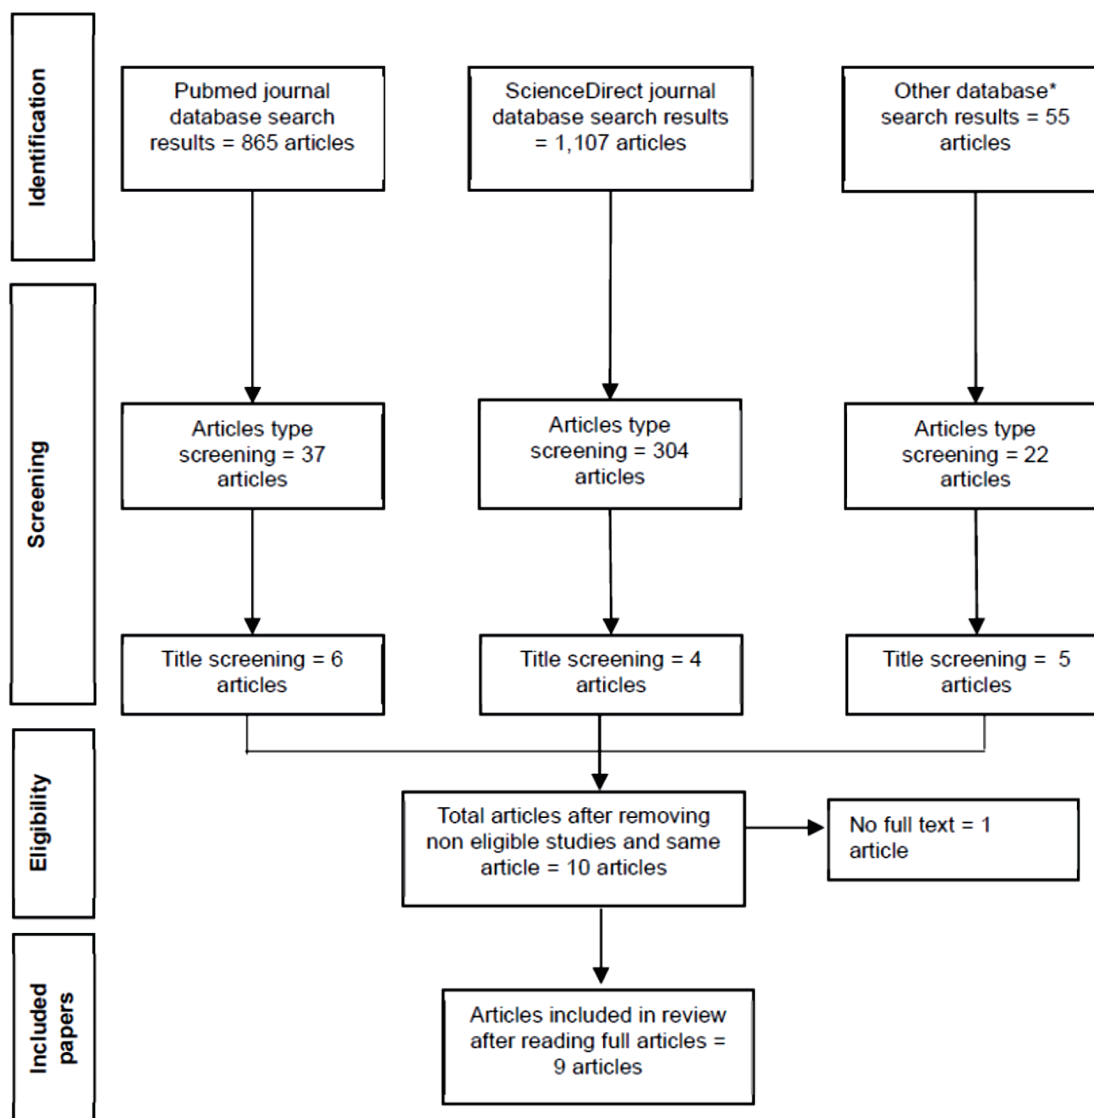 Identification
Pubmed journal
database search
results = 865 articles
ScienceDirect journal
database search results
= 1,107 articles
Other database*
search results = 55
articles
Screening
Articles type
screening = 37
articles
Articles type
screening = 304
articles
Articles type
screening = 22
articles
Title screening = 6
articles
Title screening = 4
articles
Title screening = 5
articles
Eligibility
Total articles after removing
non eligible studies and same
article = 10 articles
No full text = 1
article
Included
papers
Articles included in review
after reading full articles =
9 articles